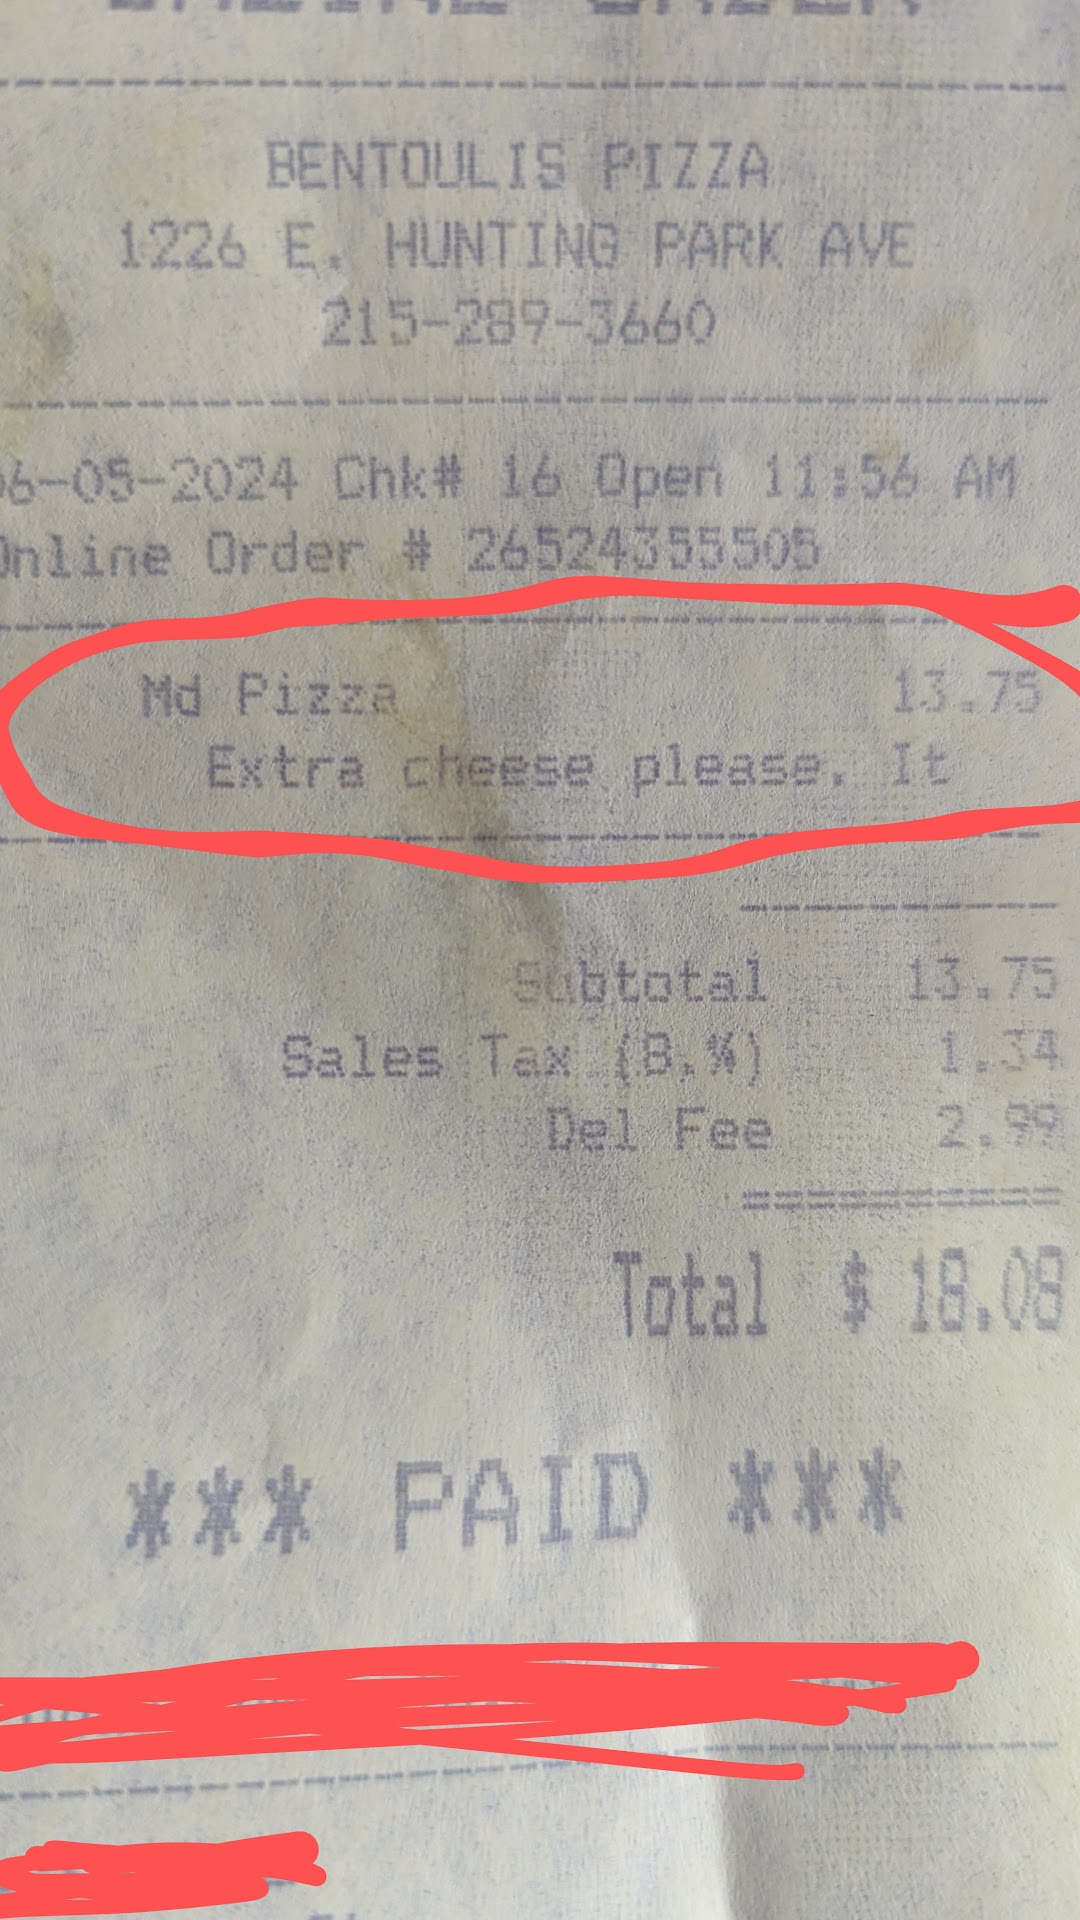 BENTOULIS PIZZA
1226 E. HUNTING PARK AVE
215-289-3660
06-05-2024 Chk# 16 Open 11:56 AM
Online Order # 26524355505
Md Pizza 13.75
Extra cheese please. It
Subtotal 13.75
Sales Tax (8.%) 1.34
Del Fee 2.99
Total $ 18.08
*** PAID ***